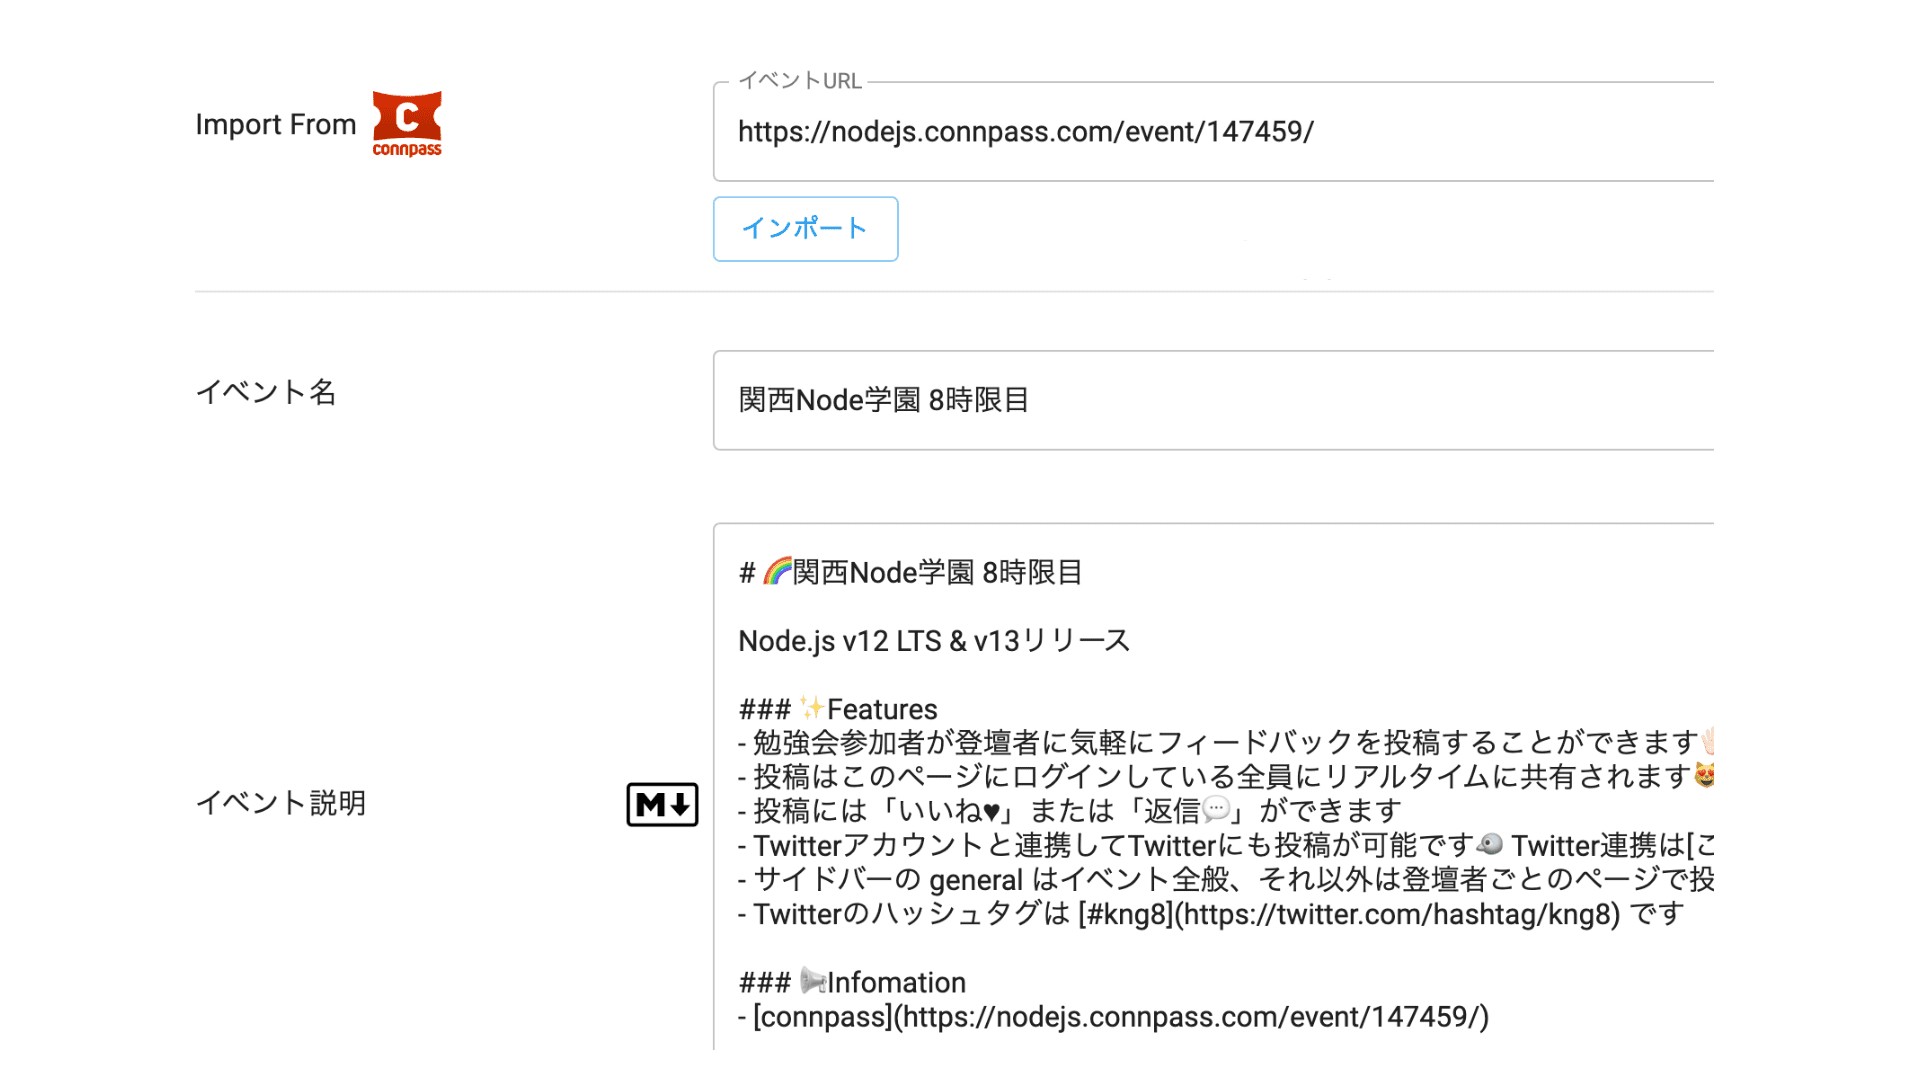 イベントURL
Import From
C
connpass
https://nodejs.connpass.com/event/147459/
インポート
イベント名
関西Node学園 8時限目
# 🌈関西Node学園 8時限目
Node.js v12 LTS & v13リリース
### ✨Features
- 勉強会参加者が登壇者に気軽にフィードバックを投稿することができます🖐🏻
- 投稿はこのページにログインしている全員にリアルタイムに共有されます😻
- 投稿には「いいね♥」または「返信💬」ができます
- Twitterアカウントと連携してTwitterにも投稿が可能です🐦 Twitter連携は[こ
- サイドバーの general はイベント全般、それ以外は登壇者ごとのページで投
- Twitterのハッシュタグは [#kng8](https://twitter.com/hashtag/kng8) です
イベント説明
M
### 📢Infomation
- [connpass](https://nodejs.connpass.com/event/147459/)